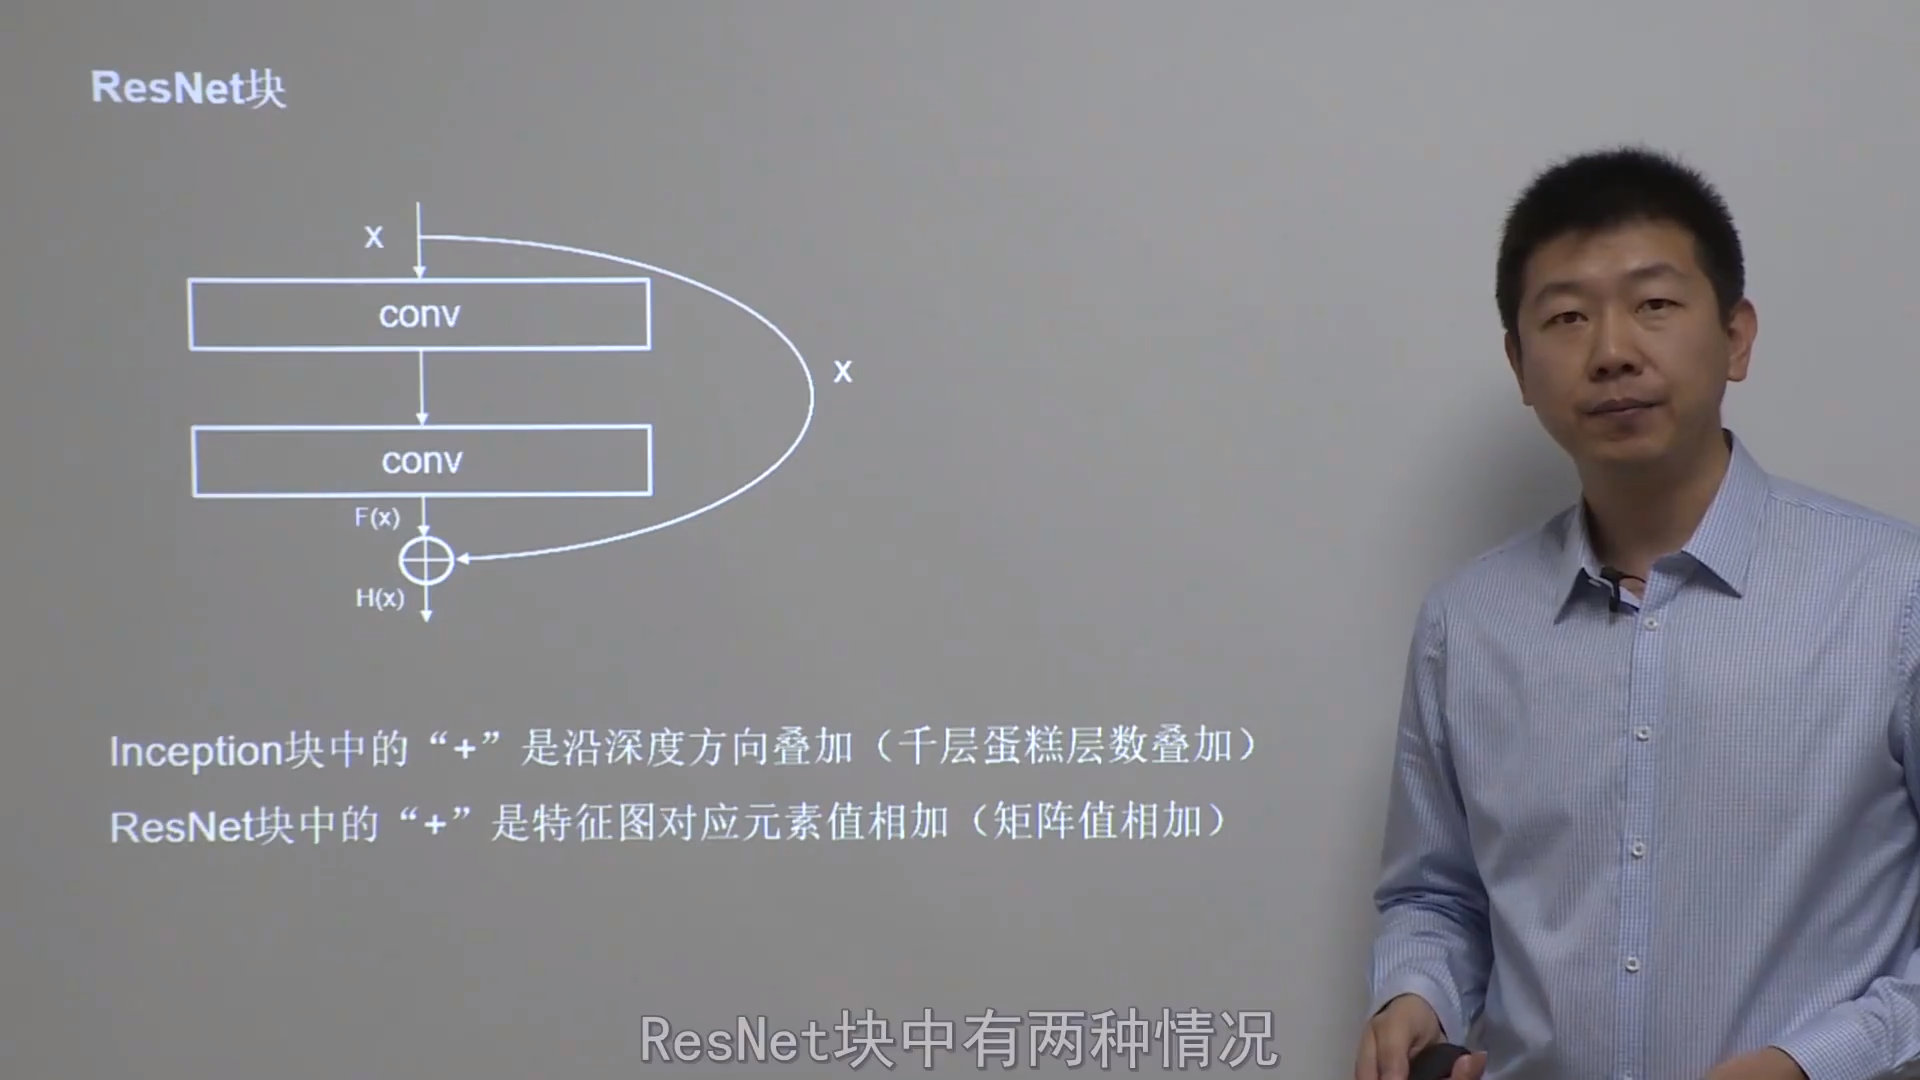 ResNet块
x
conv
x
conv
F(x)
H(x)
Inception块中的“+”是沿深度方向叠加（千层蛋糕层数叠加）
ResNet块中的“+”是特征图对应元素值相加（矩阵值相加）
ResNet块中有两种情况